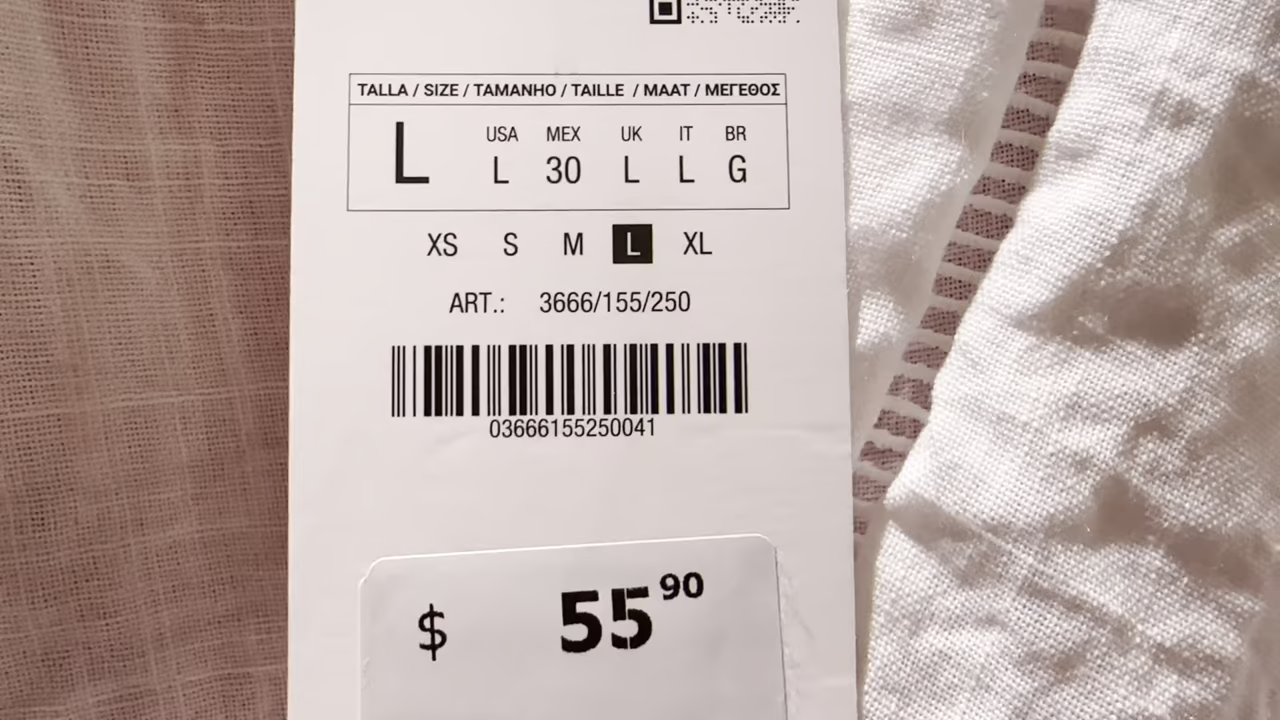 TALLA / SIZE / TAMANHO / TAILLE / MAAT / ΜΕΓΕΘΟΣ
L
USA MEX UK IT BR
L 30 L L G
XS S M L XL
ART.: 3666/155/250
03666155250041
$ 55 90